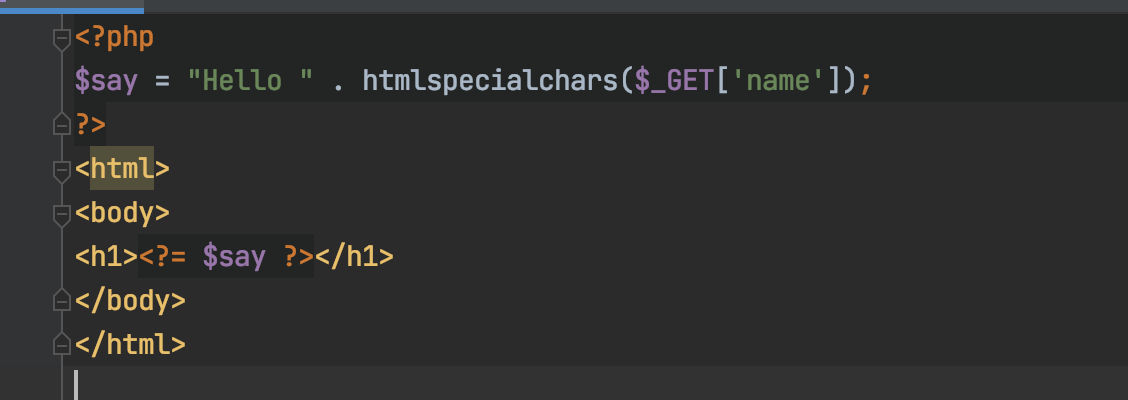 <?php
$say = "Hello " . htmlspecialchars($_GET['name']);
?>
<html>
<body>
<h1><?= $say ?></h1>
</body>
</html>